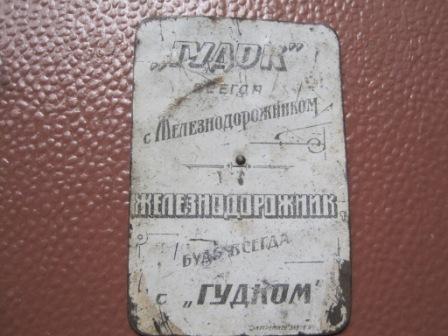 „ГУДОК"
ВСЕГДА
с Железнодорожником
ЖЕЛЕЗНОДОРОЖНИК
БУДЬ ВСЕГДА
с „ГУДКОМ"